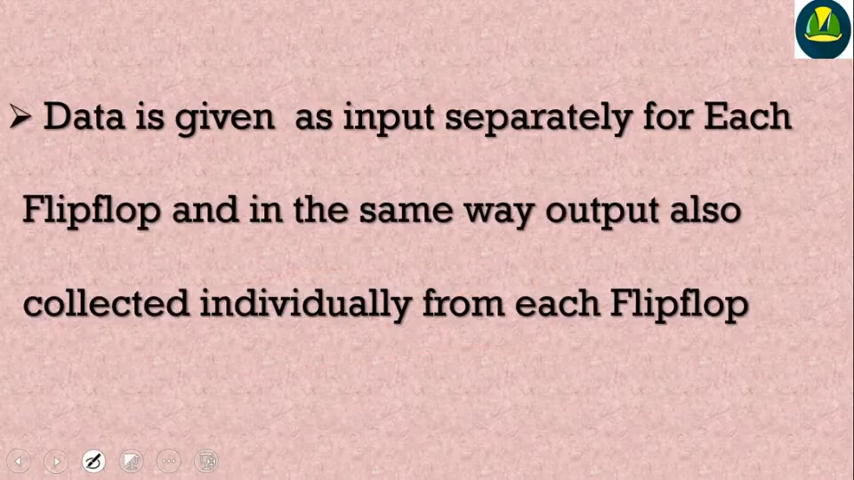 ➢ Data is given as input separately for Each
Flipflop and in the same way output also
collected individually from each Flipflop